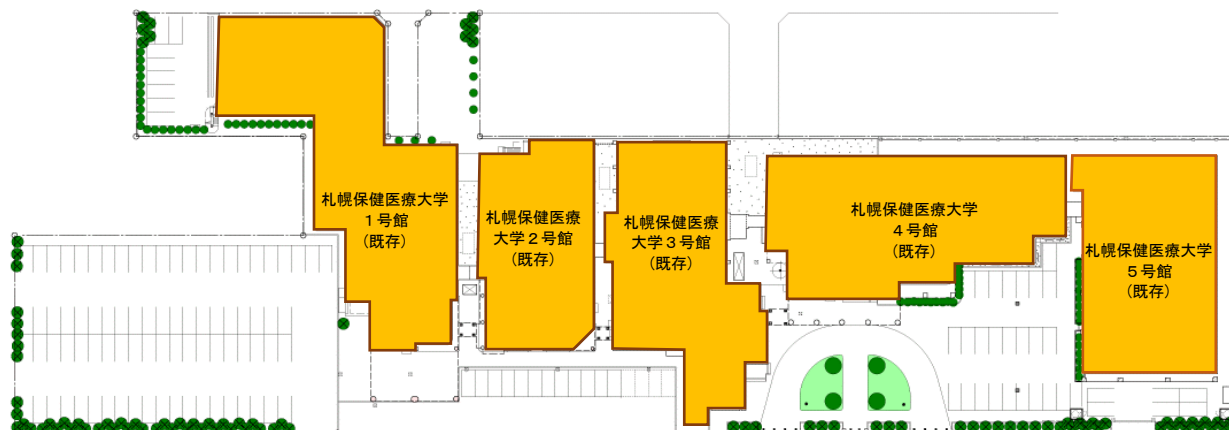 札幌保健医療大学
１号館
（既存）
札幌保健医療
大学２号館
（既存）
札幌保健医療
大学３号館
（既存）
札幌保健医療大学
４号館
（既存）
札幌保健医療大学
５号館
（既存）